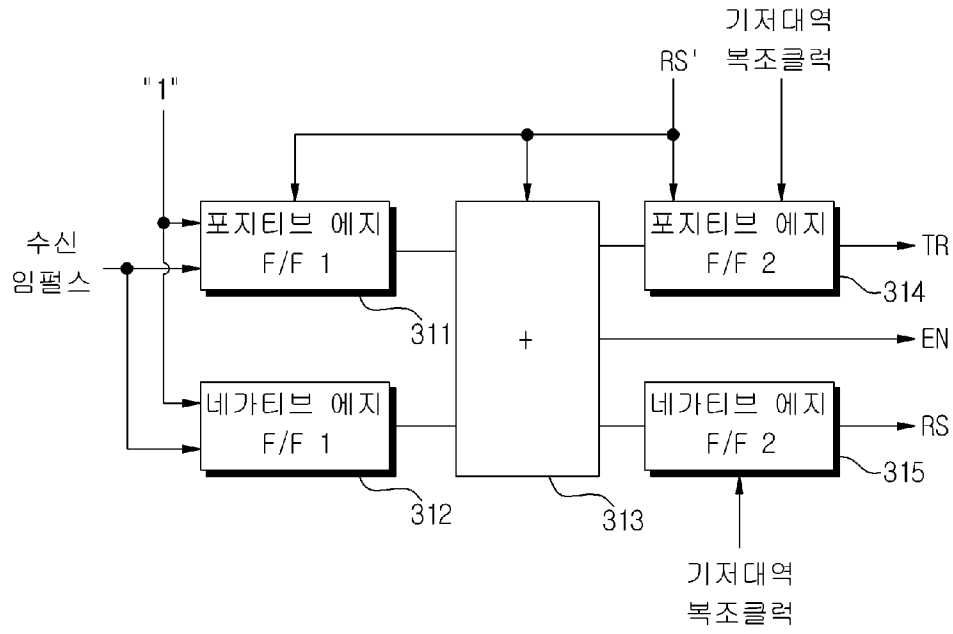 기저대역
복조클럭
RS'
"1"
포지티브 에지
F/F 1
포지티브 에지
F/F 2
수신
임펄스
TR
314
311
+
EN
네가티브 에지
F/F 1
네가티브 에지
F/F 2
RS
315
312
313
기저대역
복조클럭